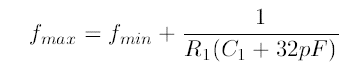 f_{max} = f_{min} + \frac{1}{R_1(C_1 + 32pF)}